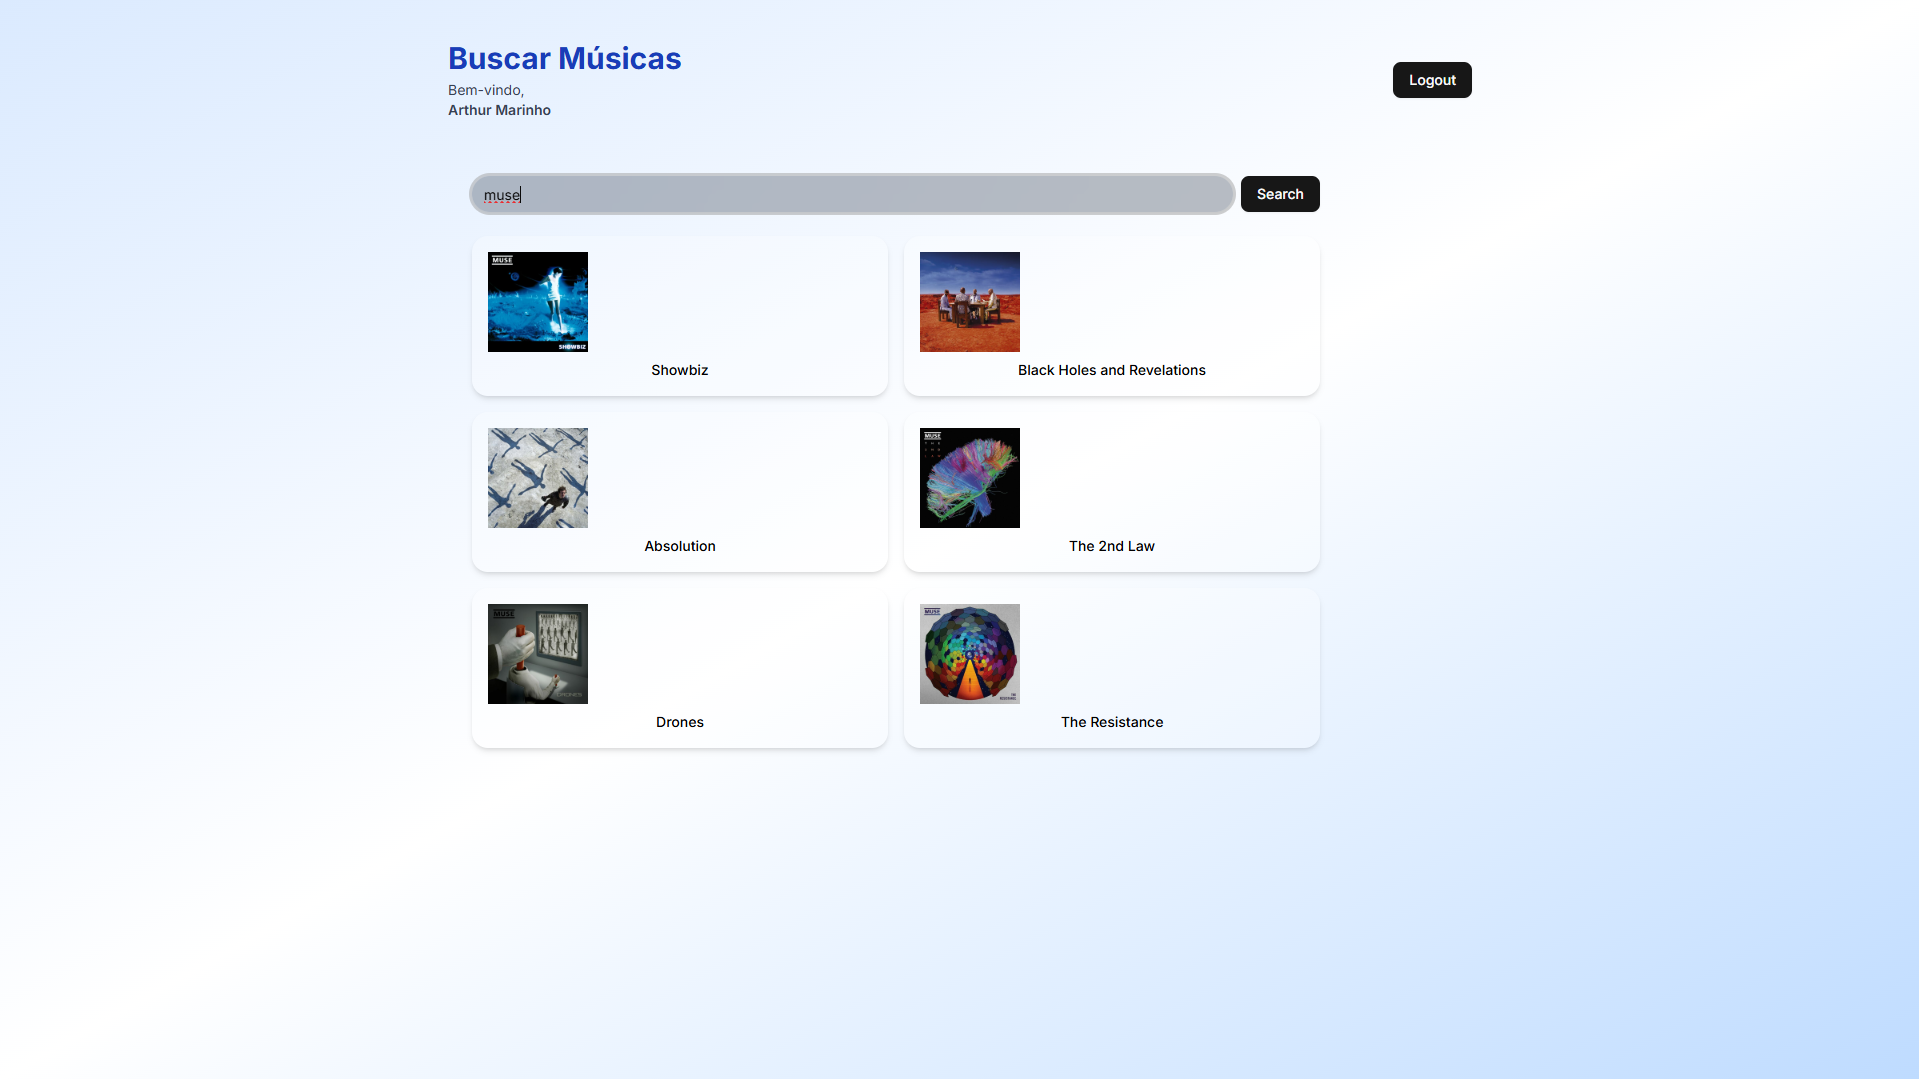 Buscar Músicas
Bem-vindo,
Arthur Marinho
Logout
muse
Search
MUSE
SHOWBIZ
Showbiz
Black Holes and Revelations
Absolution
MUSE
The 2nd Law
MUSE
DRONES
Drones
MUSE
The Resistance